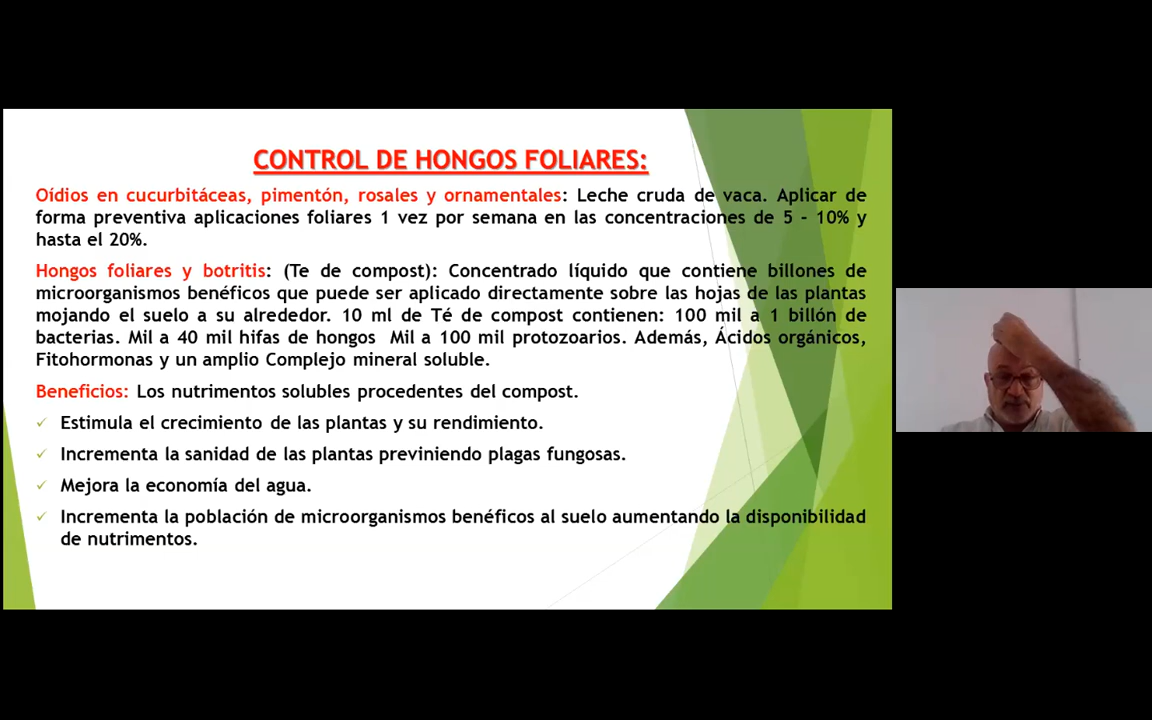 CONTROL DE HONGOS FOLIARES:
Oídios en cucurbitáceas, pimentón, rosales y ornamentales: Leche cruda de vaca. Aplicar de
forma preventiva aplicaciones foliares 1 vez por semana en las concentraciones de 5 - 10% y
hasta el 20%.
Hongos foliares y botritis: (Te de compost): Concentrado líquido que contiene billones de
microorganismos benéficos que puede ser aplicado directamente sobre las hojas de las plantas
mojando el suelo a su alrededor. 10 ml de Té de compost contienen: 100 mil a 1 billón de
bacterias. Mil a 40 mil hifas de hongos Mil a 100 mil protozoarios. Además, Ácidos orgánicos,
Fitohormonas y un amplio Complejo mineral soluble.
Beneficios: Los nutrimentos solubles procedentes del compost.
✓ Estimula el crecimiento de las plantas y su rendimiento.
✓ Incrementa la sanidad de las plantas previniendo plagas fungosas.
✓ Mejora la economía del agua.
✓ Incrementa la población de microorganismos benéficos al suelo aumentando la disponibilidad
de nutrimentos.